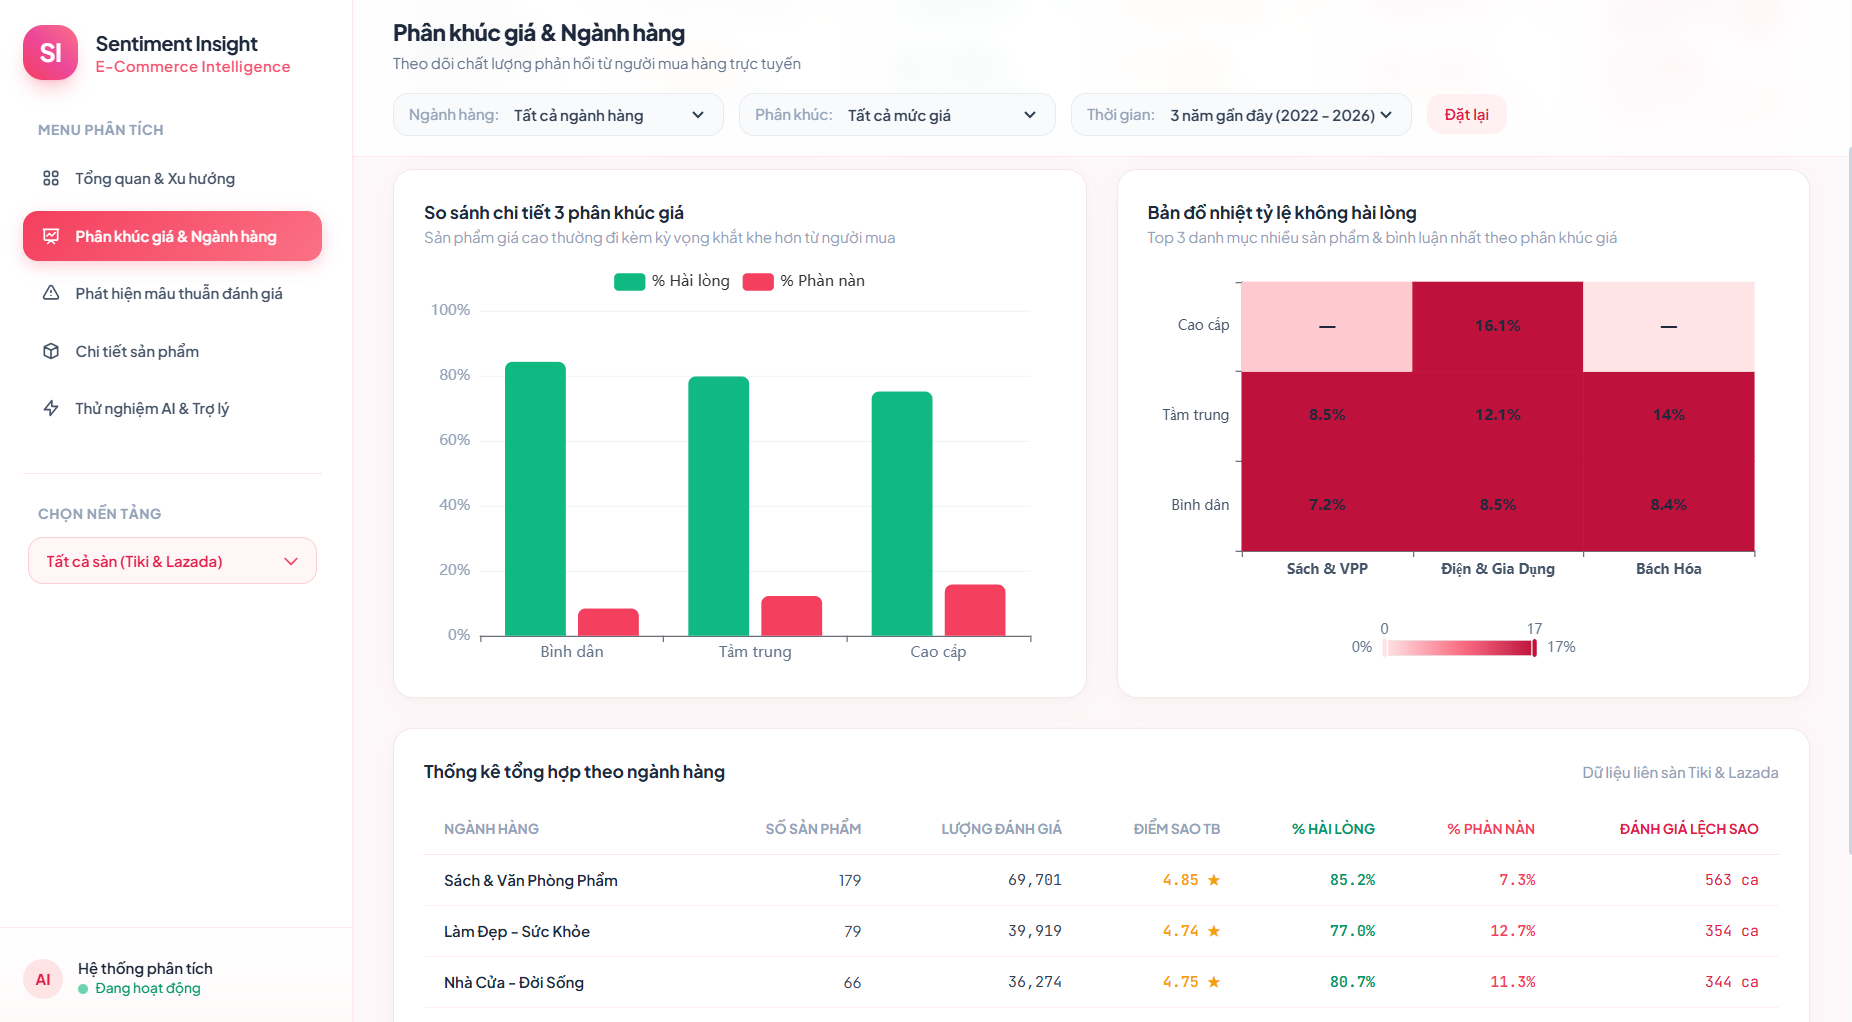 SI
Sentiment Insight
E-Commerce Intelligence
MENU PHÂN TÍCH
Tổng quan & Xu hướng
Phân khúc giá & Ngành hàng
Phát hiện mâu thuẫn đánh giá
Chi tiết sản phẩm
Thử nghiệm AI & Trợ lý
CHỌN NỀN TẢNG
Tất cả sàn (Tiki & Lazada)
AI
Hệ thống phân tích
Đang hoạt động
Phân khúc giá & Ngành hàng
Theo dõi chất lượng phản hồi từ người mua hàng trực tuyến
Ngành hàng: Tất cả ngành hàng
Phân khúc: Tất cả mức giá
Thời gian: 3 năm gần đây (2022 - 2026)
Đặt lại
So sánh chi tiết 3 phân khúc giá
Sản phẩm giá cao thường đi kèm kỳ vọng khắt khe hơn từ người mua
% Hài lòng % Phàn nàn
100%
80%
60%
40%
20%
0%
Bình dân Tầm trung Cao cấp
Bản đồ nhiệt tỷ lệ không hài lòng
Top 3 danh mục nhiều sản phẩm & bình luận nhất theo phân khúc giá
Cao cấp — 16.1% —
Tầm trung 8.5% 12.1% 14%
Bình dân 7.2% 8.5% 8.4%
Sách & VPP Điện & Gia Dụng Bách Hóa
0 17
0% 17%
Thống kê tổng hợp theo ngành hàng
Dữ liệu liên sàn Tiki & Lazada
NGÀNH HÀNG SỐ SẢN PHẨM LƯỢNG ĐÁNH GIÁ ĐIỂM SAO TB % HÀI LÒNG % PHÀN NÀN ĐÁNH GIÁ LỆCH SAO
Sách & Văn Phòng Phẩm 179 69,701 4.85 ★ 85.2% 7.3% 563 ca
Làm Đẹp - Sức Khỏe 79 39,919 4.74 ★ 77.0% 12.7% 354 ca
Nhà Cửa - Đời Sống 66 36,274 4.75 ★ 80.7% 11.3% 344 ca